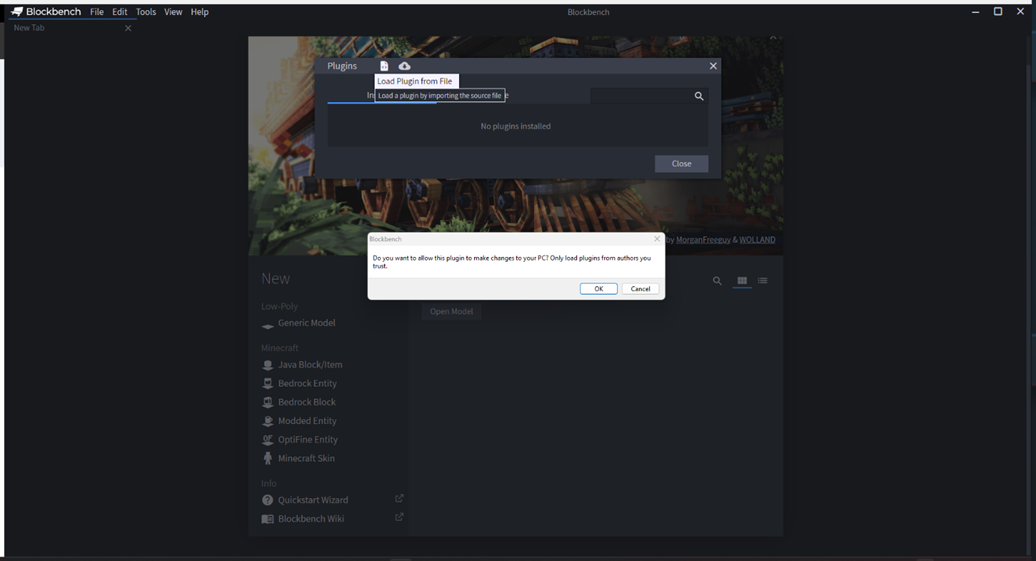 Blockbench File Edit Tools View Help Blockbench
New Tab
Plugins
Load Plugin from File
Load a plugin by importing the source file
No plugins installed
Close
by MorganFreeguy & WOLLAND
Blockbench
Do you want to allow this plugin to make changes to your PC? Only load plugins from authors you
trust.
OK Cancel
New
Open Model
Low-Poly
Generic Model
Minecraft
Java Block/Item
Bedrock Entity
Bedrock Block
Modded Entity
OptiFine Entity
Minecraft Skin
Info
Quickstart Wizard
Blockbench Wiki